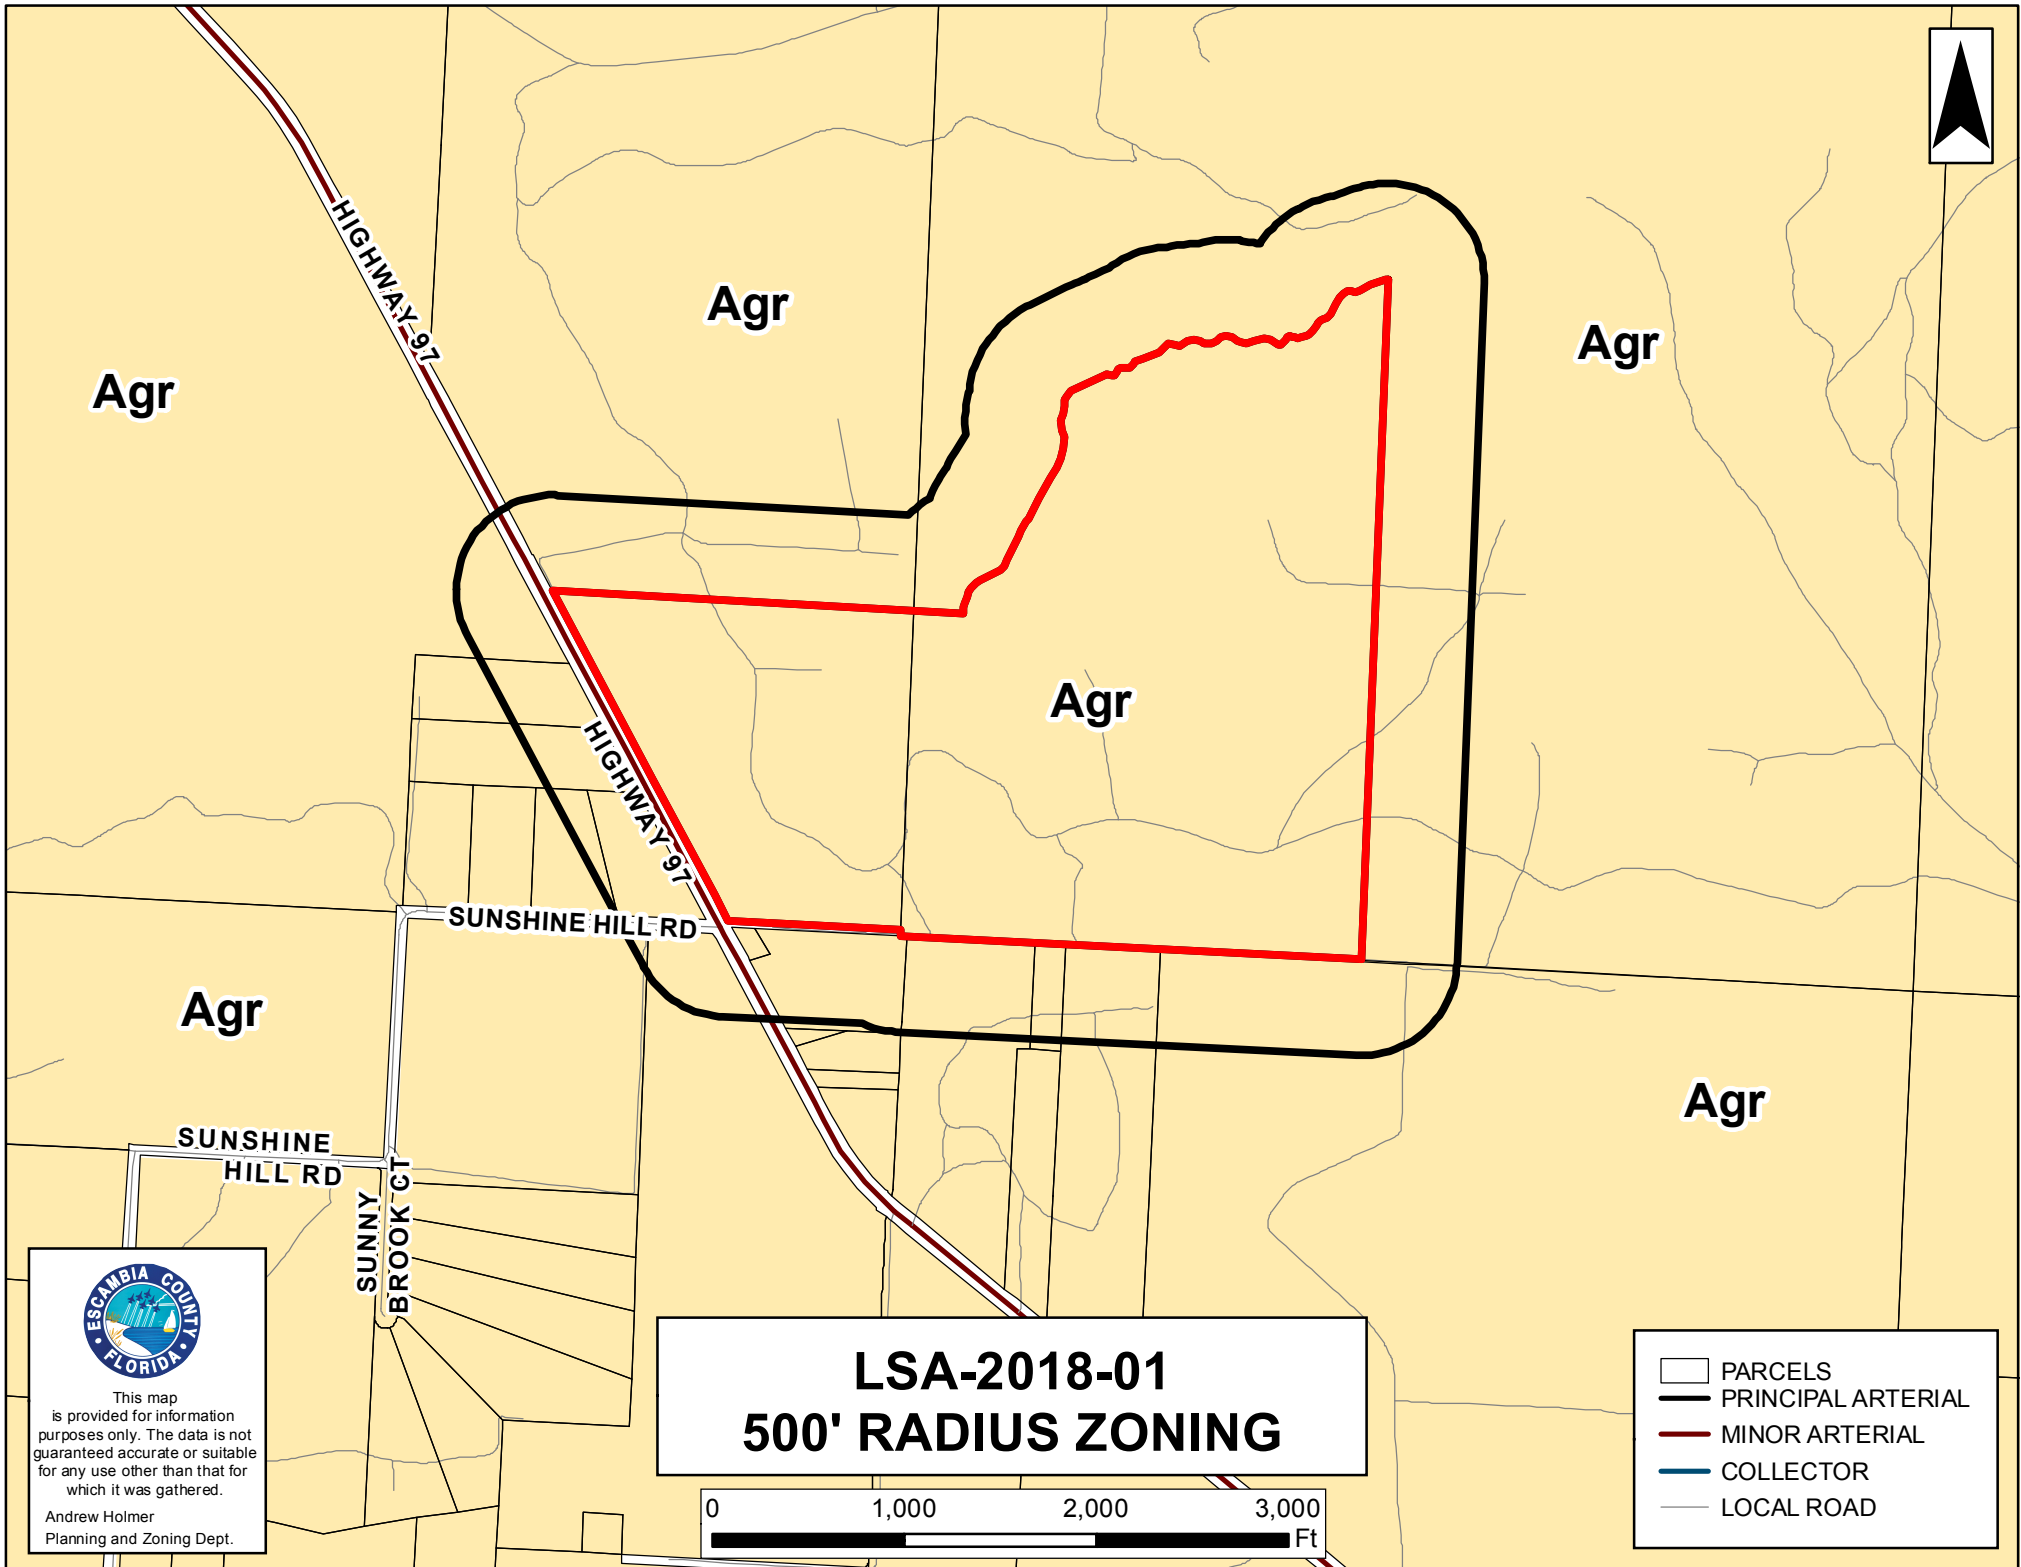 HIGHWAY 97
Agr
Agr
Agr
Agr
HIGHWAY 97
SUNSHINE HILL RD
Agr
Agr
SUNSHINE
HILL RD
SUNNY
BROOK CT
ESCAMBIA COUNTY
FLORIDA
This map
is provided for information
purposes only. The data is not
guaranteed accurate or suitable
for any use other than that for
which it was gathered.
Andrew Holmer
Planning and Zoning Dept.
LSA-2018-01
500' RADIUS ZONING
0 1,000 2,000 3,000
Ft
PARCELS
PRINCIPAL ARTERIAL
MINOR ARTERIAL
COLLECTOR
LOCAL ROAD